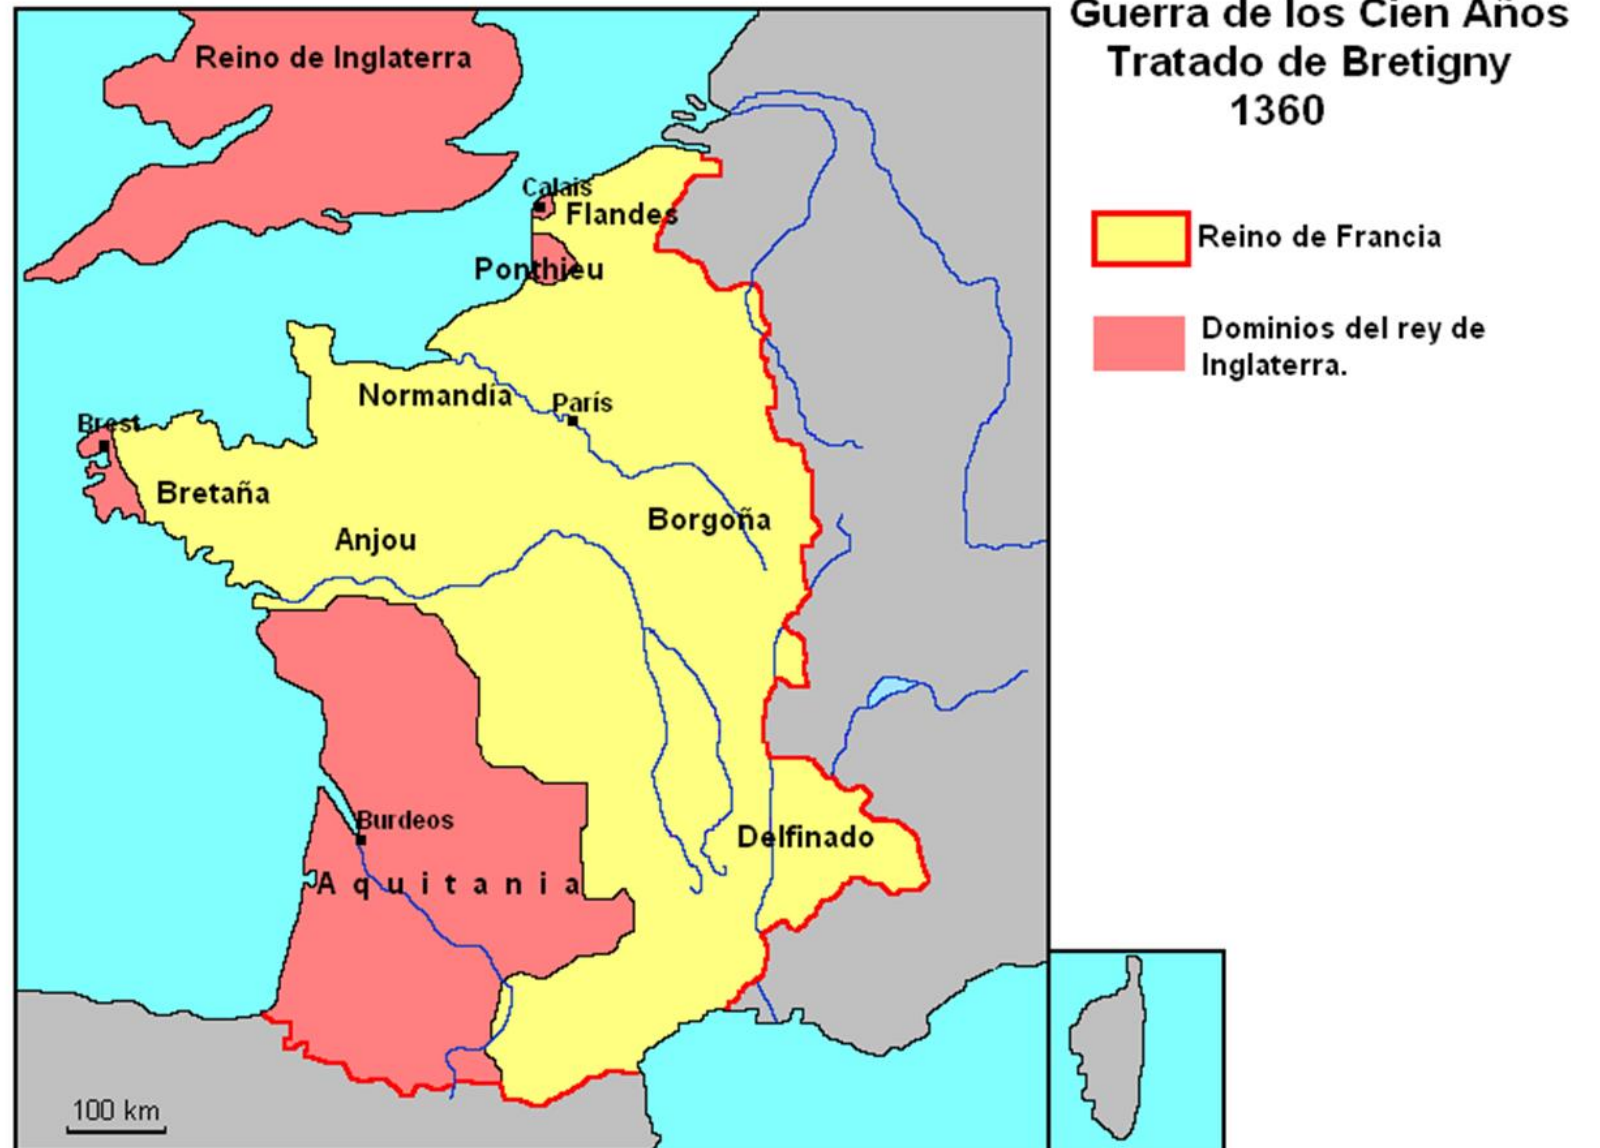 Guerra de los Cien Años
Tratado de Bretigny
1360
Reino de Inglaterra
Calais
Flandes
Reino de Francia
Ponthieu
Dominios del rey de
Inglaterra.
Normandía
París
Brest
Bretaña
Borgoña
Anjou
Burdeos
Delfinado
Aquitania
100 km